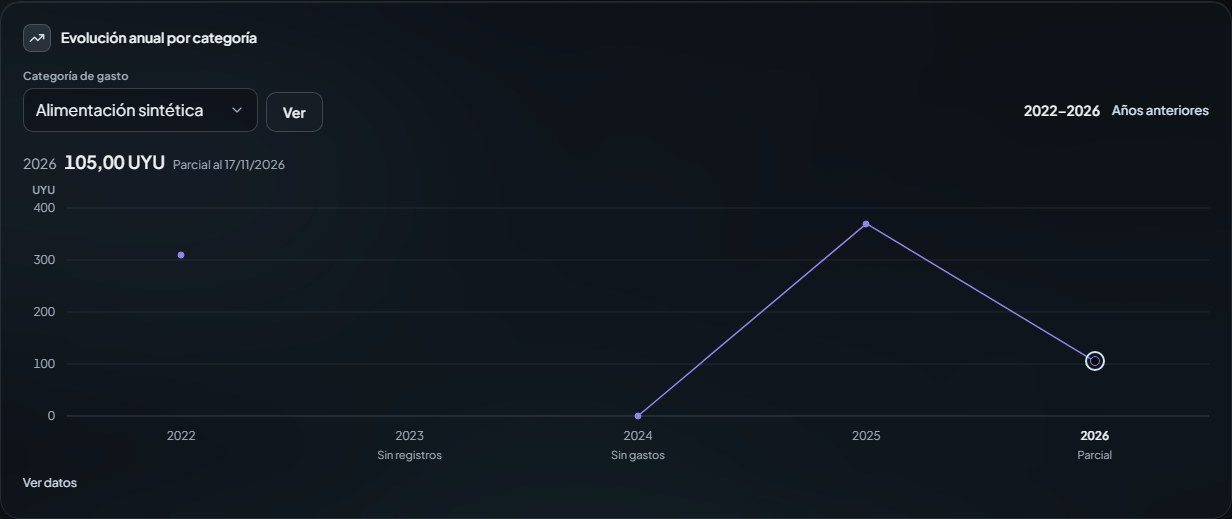 Evolución anual por categoría
Categoría de gasto
Alimentación sintética
Ver
2022–2026 Años anteriores
2026 105,00 UYU Parcial al 17/11/2026
UYU
400
300
200
100
0
2022 2023 2024 2025 2026
Sin registros Sin gastos Parcial
Ver datos